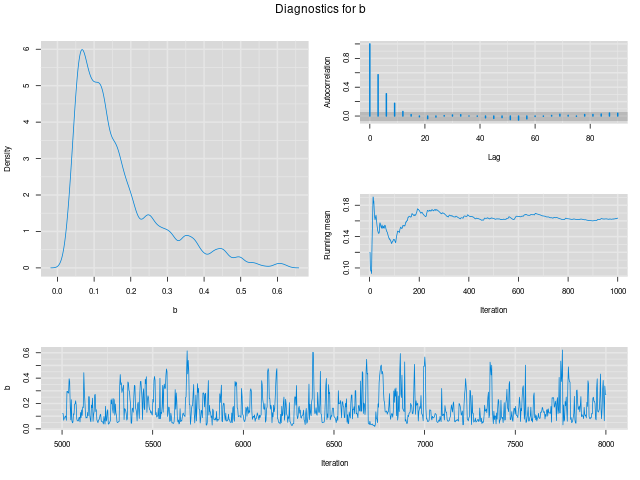 Diagnostics for b
Density
6
5
4
3
2
1
0
0.0 0.1 0.2 0.3 0.4 0.5 0.6
b
Autocorrelation
0.8
0.4
0.0
0 20 40 60 80
Lag
Running mean
0.18
0.14
0.10
0 200 400 600 800 1000
Iteration
b
0.6
0.4
0.2
0.0
5000 5500 6000 6500 7000 7500 8000
Iteration